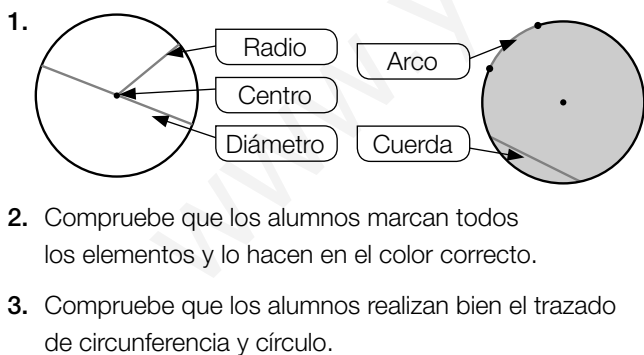 1.
Radio
Arco
Centro
Diámetro
Cuerda
2. Compruebe que los alumnos marcan todos
los elementos y lo hacen en el color correcto.
3. Compruebe que los alumnos realizan bien el trazado
de circunferencia y círculo.
www.y